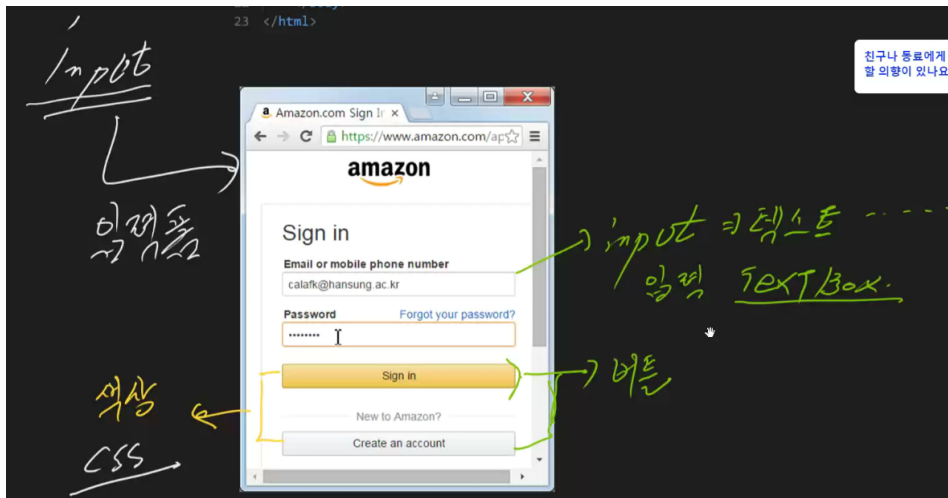 23 </html>
친구나 동료에게
할 의향이 있나요
input
입력폼
Amazon.com Sign In
https://www.amazon.com/ap
amazon
Sign in
Email or mobile phone number
calafk@hansung.ac.kr
Password Forgot your password?
••••••••
Sign in
New to Amazon?
Create an account
input ⇒ 텍스트 ......
입력 TextBox.
버튼
색상
CSS